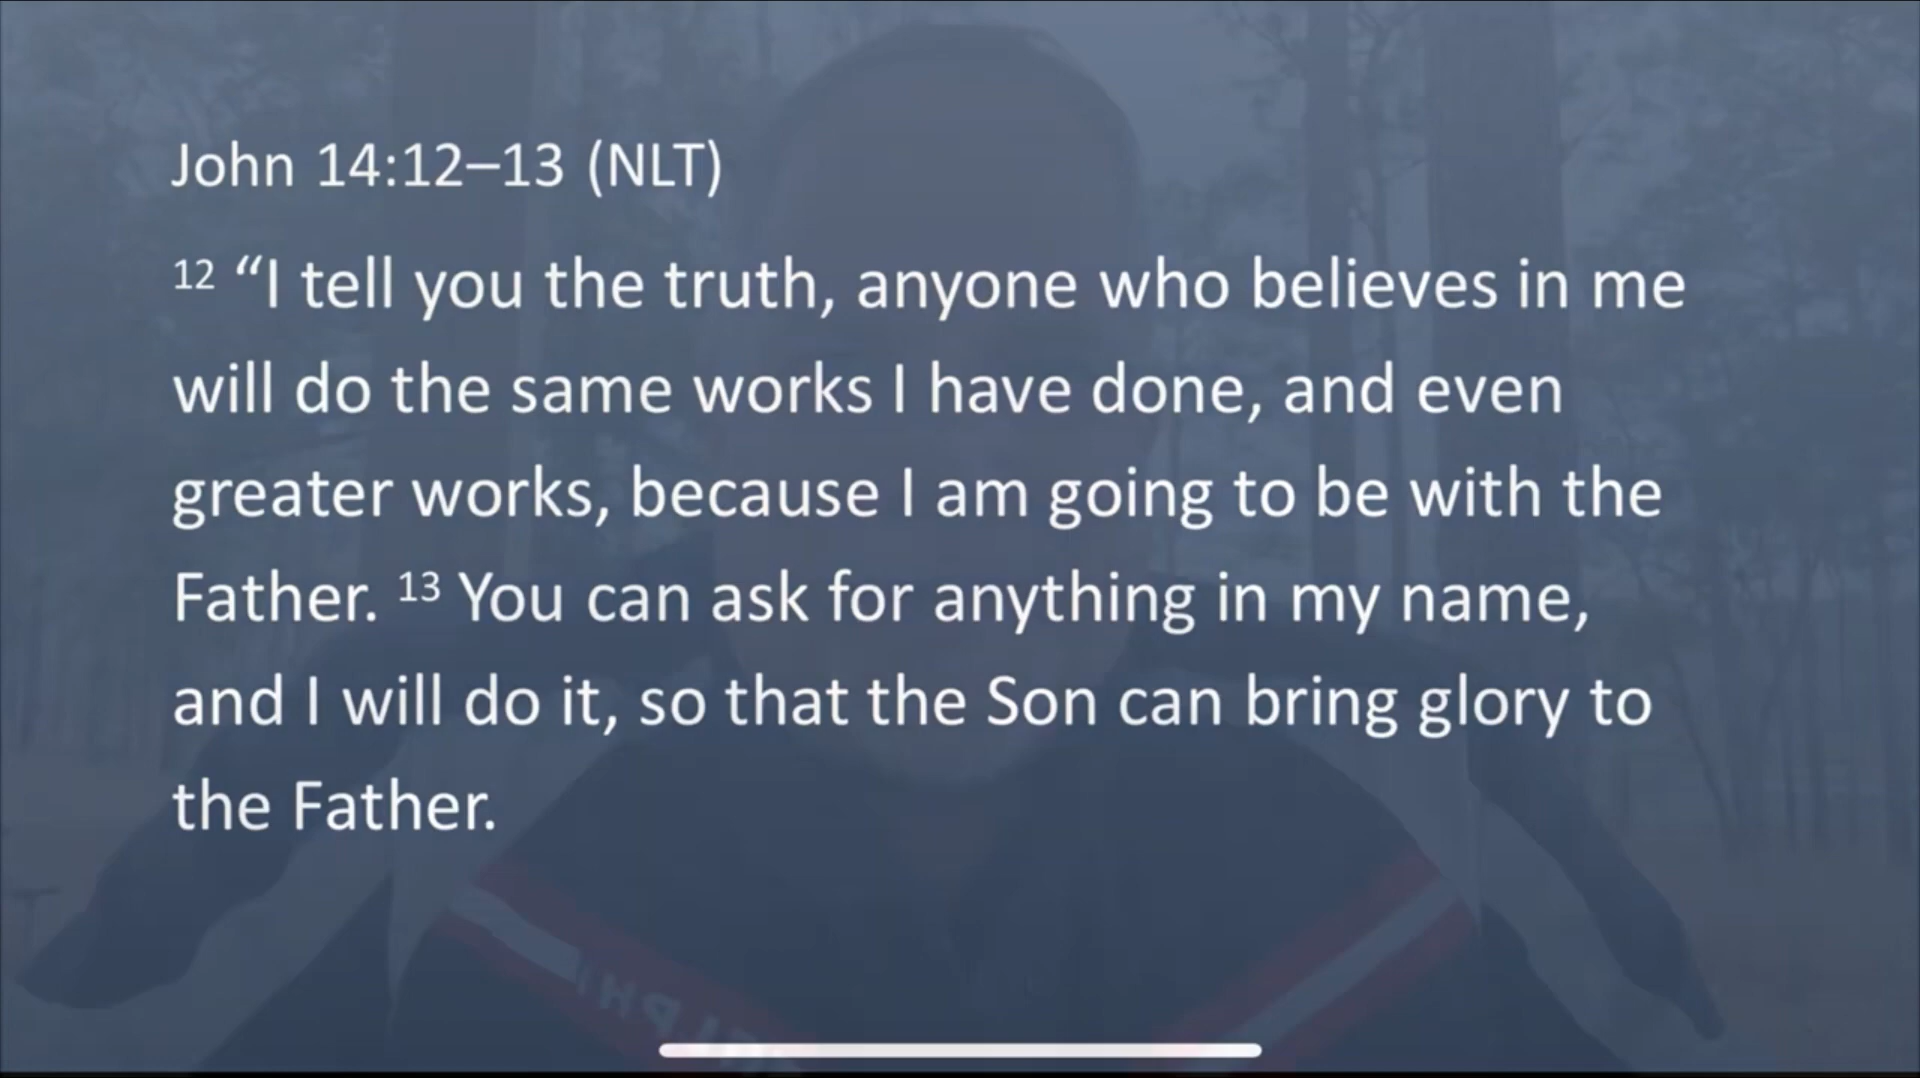 John 14:12–13 (NLT)
12 “I tell you the truth, anyone who believes in me
will do the same works I have done, and even
greater works, because I am going to be with the
Father. 13 You can ask for anything in my name,
and I will do it, so that the Son can bring glory to
the Father.